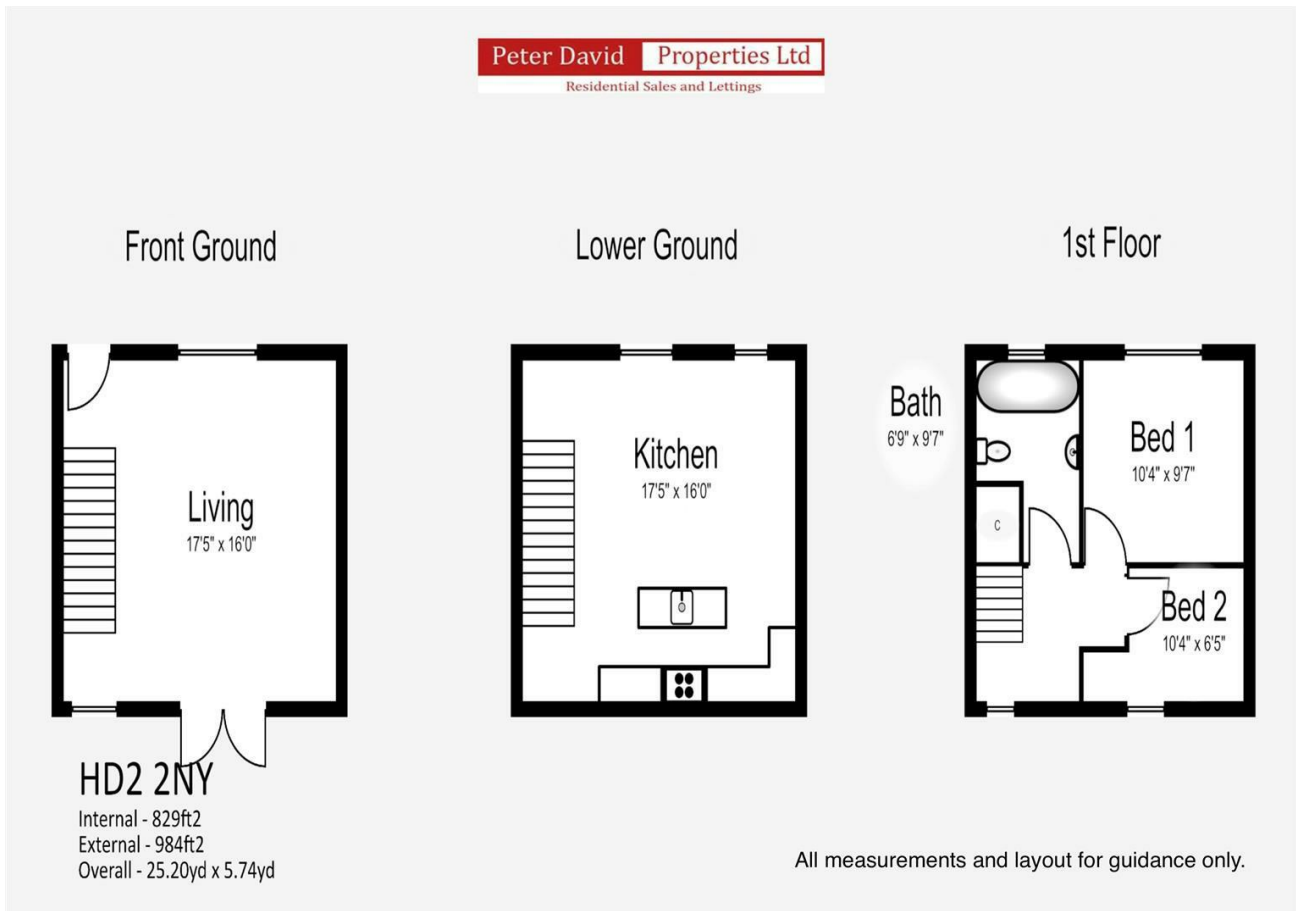 Peter David Properties Ltd
Residential Sales and Lettings
Front Ground
Lower Ground
1st Floor
Living
17'5" x 16'0"
Kitchen
17'5" x 16'0"
Bath
6'9" x 9'7"
Bed 1
10'4" x 9'7"
C
Bed 2
10'4" x 6'5"
HD2 2NY
Internal - 829ft2
External - 984ft2
Overall - 25.20yd x 5.74yd
All measurements and layout for guidance only.